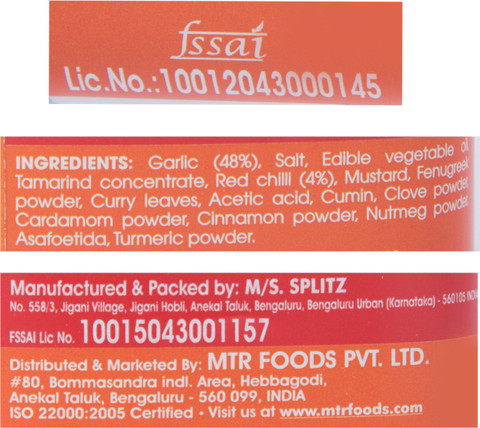 fssai
Lic.No.:10012043000145
INGREDIENTS: Garlic (48%), Salt, Edible vegetable oil,
Tamarind concentrate, Red chilli (4%), Mustard, Fenugreek
powder, Curry leaves, Acetic acid, Cumin, Clove powder,
Cardamom powder, Cinnamon powder, Nutmeg powder,
Asafoetida, Turmeric powder.
Manufactured & Packed by: M/S. SPLITZ
No. 558/3, Jigani Village, Jigani Hobli, Anekal Taluk, Bengaluru, Bengaluru Urban (Karnataka) - 560105 INDIA
FSSAI Lic No. 10015043001157
Distributed & Marketed By: MTR FOODS PVT. LTD.
#80, Bommasandra indl. Area, Hebbagodi,
Anekal Taluk, Bengaluru - 560 099, INDIA
ISO 22000:2005 Certified • Visit us at www.mtrfoods.com